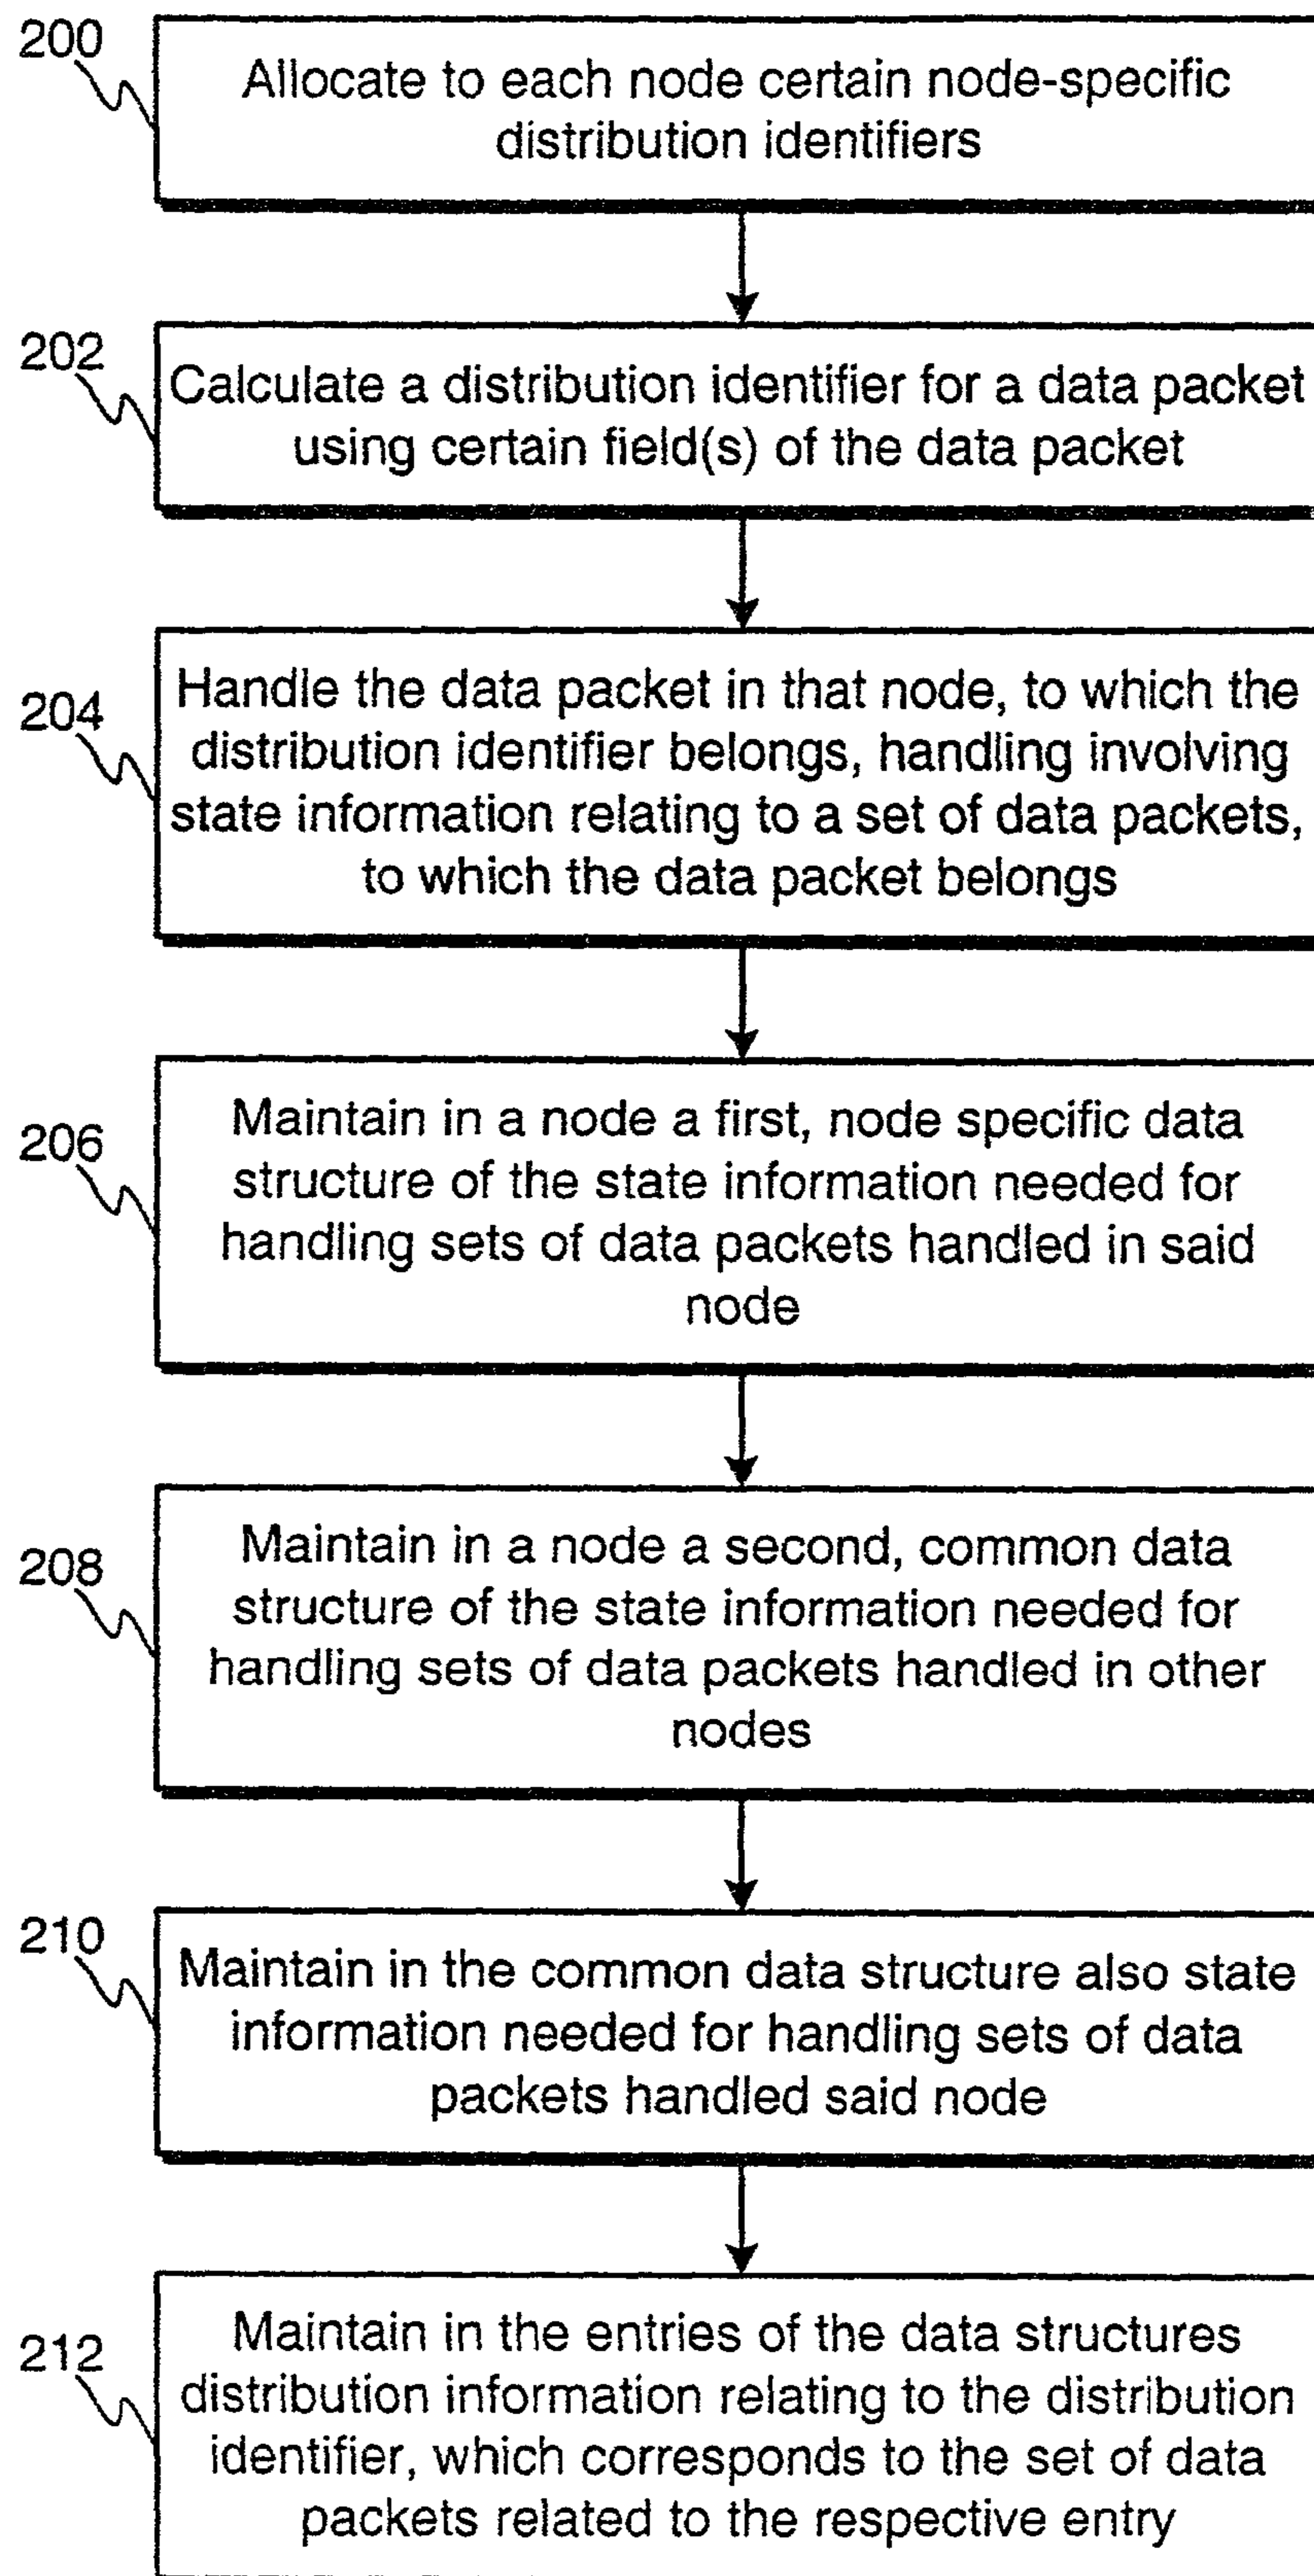 200
Allocate to each node certain node-specific
distribution identifiers
202
Calculate a distribution identifier for a data packet
using certain field(s) of the data packet
204
Handle the data packet in that node, to which the
distribution identifier belongs, handling involving
state information relating to a set of data packets,
to which the data packet belongs
206
Maintain in a node a first, node specific data
structure of the state information needed for
handling sets of data packets handled in said
node
208
Maintain in a node a second, common data
structure of the state information needed for
handling sets of data packets handled in other
nodes
210
Maintain in the common data structure also state
information needed for handling sets of data
packets handled said node
212
Maintain in the entries of the data structures
distribution information relating to the distribution
identifier, which corresponds to the set of data
packets related to the respective entry